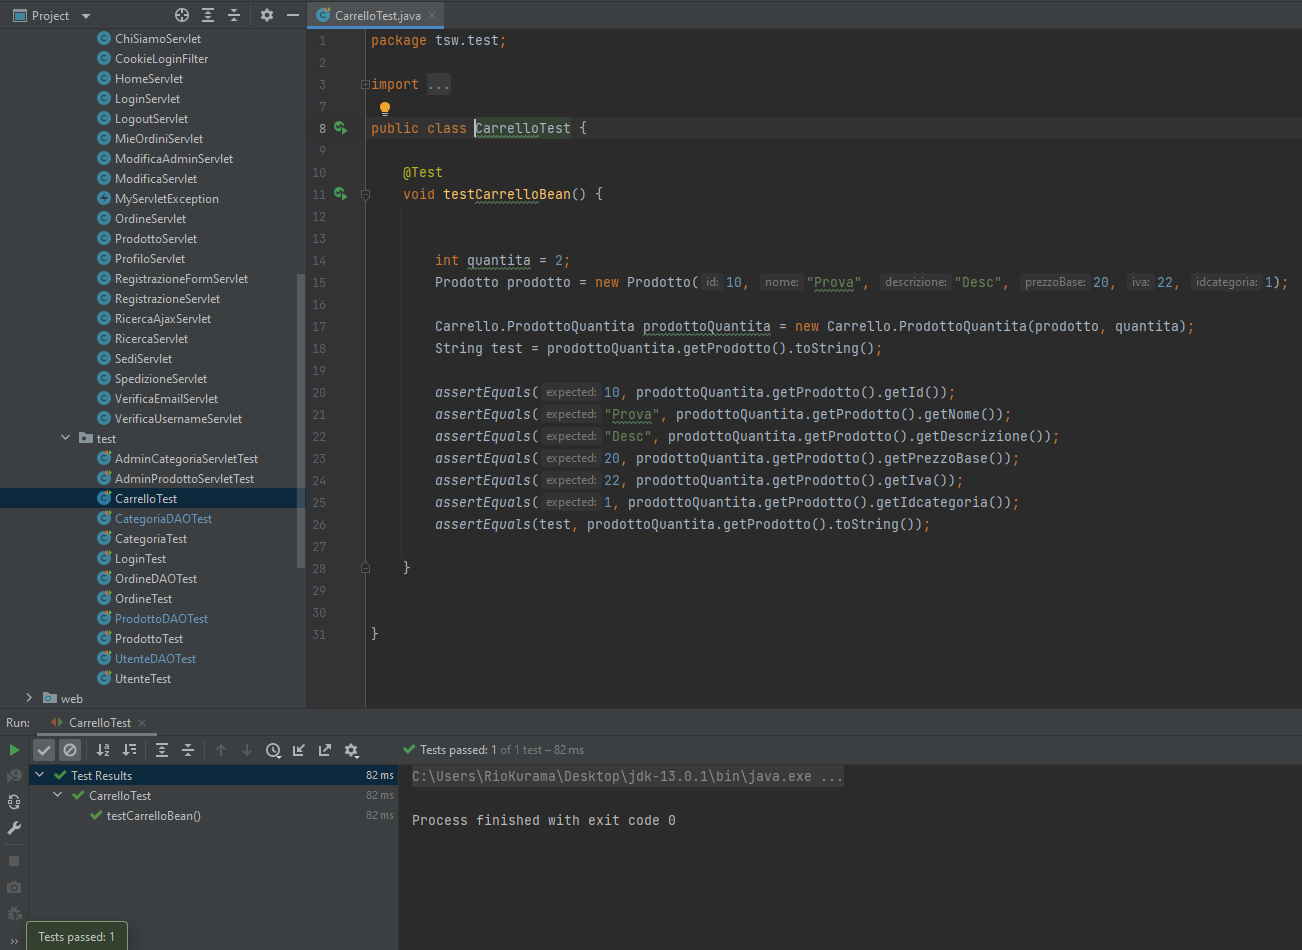 Project
CarrelloTest.java
ChiSiamoServlet
CookieLoginFilter
HomeServlet
LoginServlet
LogoutServlet
MieOrdiniServlet
ModificaAdminServlet
ModificaServlet
MyServletException
OrdineServlet
ProdottoServlet
ProfiloServlet
RegistrazioneFormServlet
RegistrazioneServlet
RicercaAjaxServlet
RicercaServlet
SediServlet
SpedizioneServlet
VerificaEmailServlet
VerificaUsernameServlet
test
AdminCategoriaServletTest
AdminProdottoServletTest
CarrelloTest
CategoriaDAOTest
CategoriaTest
LoginTest
OrdineDAOTest
OrdineTest
ProdottoDAOTest
ProdottoTest
UtenteDAOTest
UtenteTest
web
1 package tsw.test;
2
3 import ...
7
8 public class CarrelloTest {
9
10 @Test
11 void testCarrelloBean() {
12
13
14 int quantita = 2;
15 Prodotto prodotto = new Prodotto( id: 10, nome: "Prova", descrizione: "Desc", prezzoBase: 20, iva: 22, idcategoria: 1);
16
17 Carrello.ProdottoQuantita prodottoQuantita = new Carrello.ProdottoQuantita(prodotto, quantita);
18 String test = prodottoQuantita.getProdotto().toString();
19
20 assertEquals( expected: 10, prodottoQuantita.getProdotto().getId());
21 assertEquals( expected: "Prova", prodottoQuantita.getProdotto().getNome());
22 assertEquals( expected: "Desc", prodottoQuantita.getProdotto().getDescrizione());
23 assertEquals( expected: 20, prodottoQuantita.getProdotto().getPrezzoBase());
24 assertEquals( expected: 22, prodottoQuantita.getProdotto().getIva());
25 assertEquals( expected: 1, prodottoQuantita.getProdotto().getIdcategoria());
26 assertEquals(test, prodottoQuantita.getProdotto().toString());
27
28 }
29
30
31 }
Run: CarrelloTest
Tests passed: 1 of 1 test – 82 ms
Test Results 82 ms
CarrelloTest 82 ms
testCarrelloBean() 82 ms
C:\Users\RioKurama\Desktop\jdk-13.0.1\bin\java.exe ...
Process finished with exit code 0
Tests passed: 1